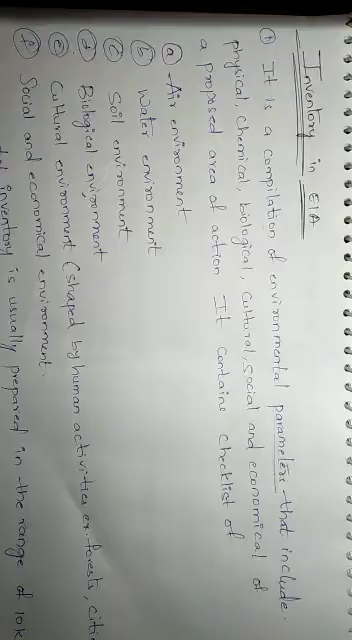 Inventory in EIA
① It is a compilation of environmental parameters that include.
physical, chemical, biological, cultural, social and economical of
a proposed area of action It contains checklist of
ⓐ Air environment
ⓑ Water environment
ⓒ Soil environment
ⓓ Biological environment
ⓔ Cultural environment (shaped by human activities ex. forests, citi
ⓕ Social and economical environment.
inventory is usually prepared in the range of 10k